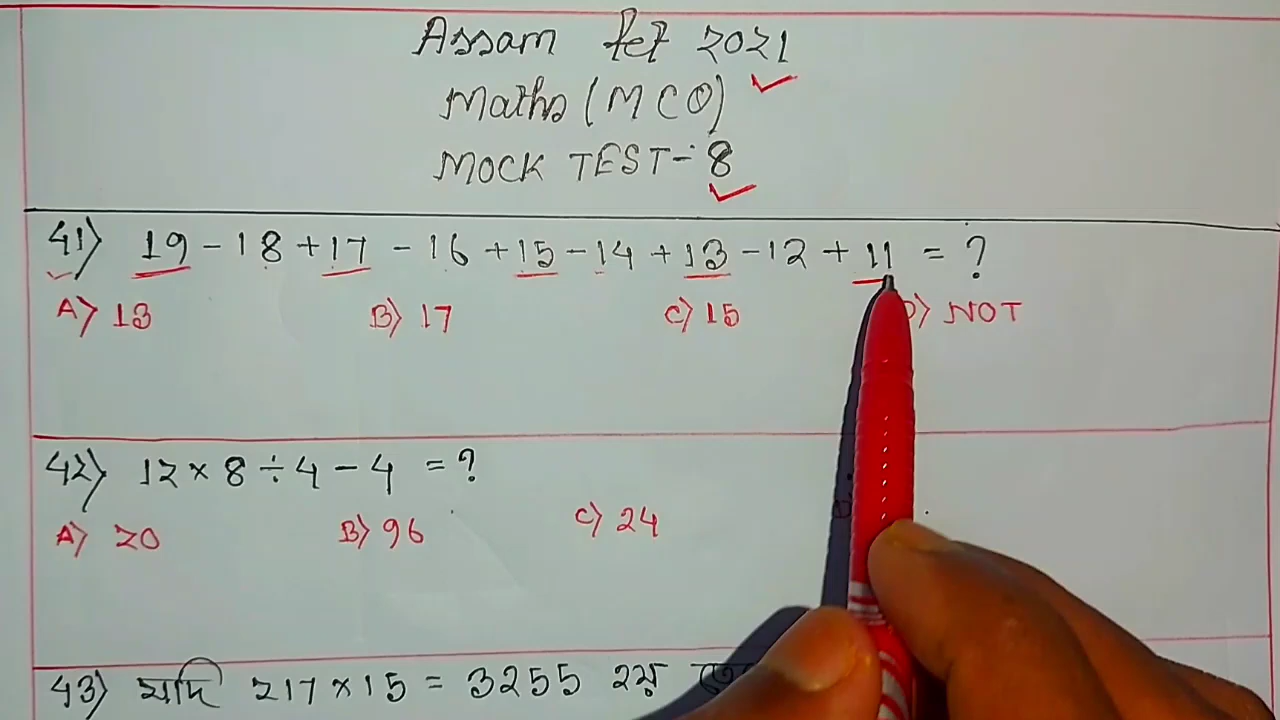 Assam Tet 2021
Maths (MCQ)
MOCK TEST-8
41) 19 - 18 + 17 - 16 + 15 - 14 + 13 - 12 + 11 = ?
A) 13 B) 17 C) 15 D) NOT
42) 12 × 8 ÷ 4 - 4 = ?
A) 20 B) 96 C) 24
43) যদি 217 × 15 = 3255 হয়